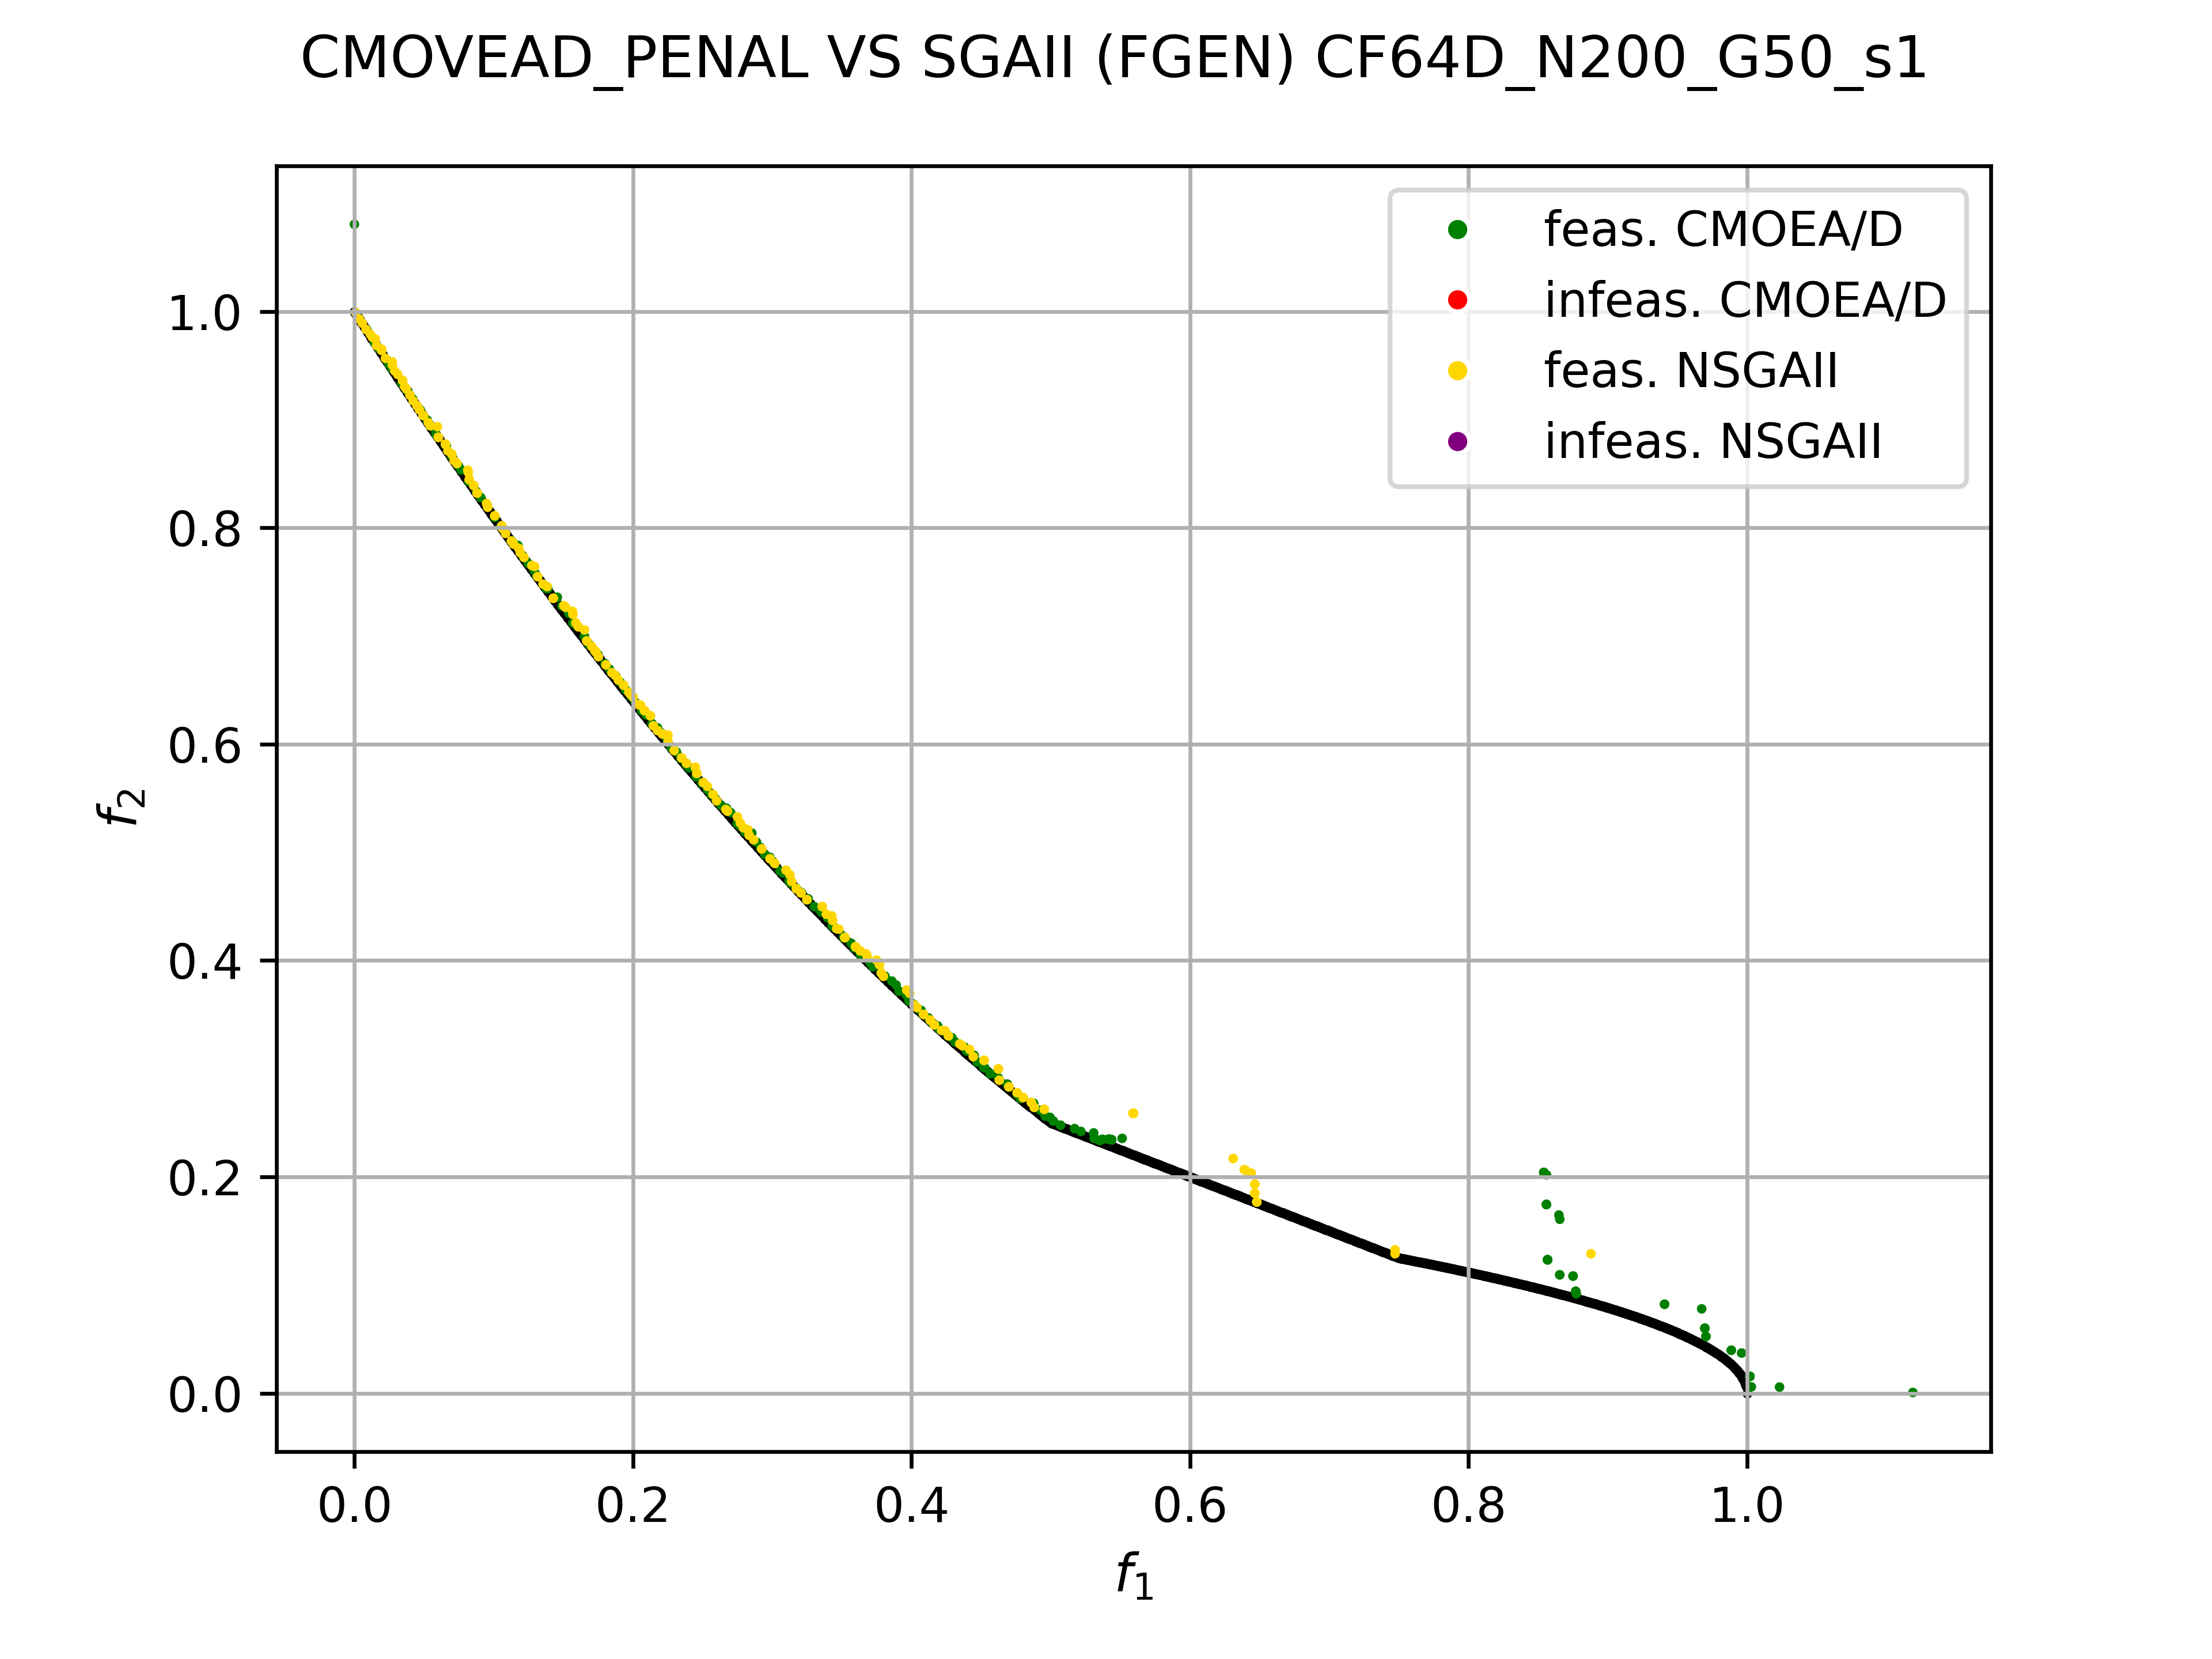 CMOVEAD_PENAL VS SGAII (FGEN) CF64D_N200_G50_s1
feas. CMOEA/D
infeas. CMOEA/D
feas. NSGAII
infeas. NSGAII
1.0
0.8
0.6
0.4
0.2
0.0
f2
0.0 0.2 0.4 0.6 0.8 1.0
f1